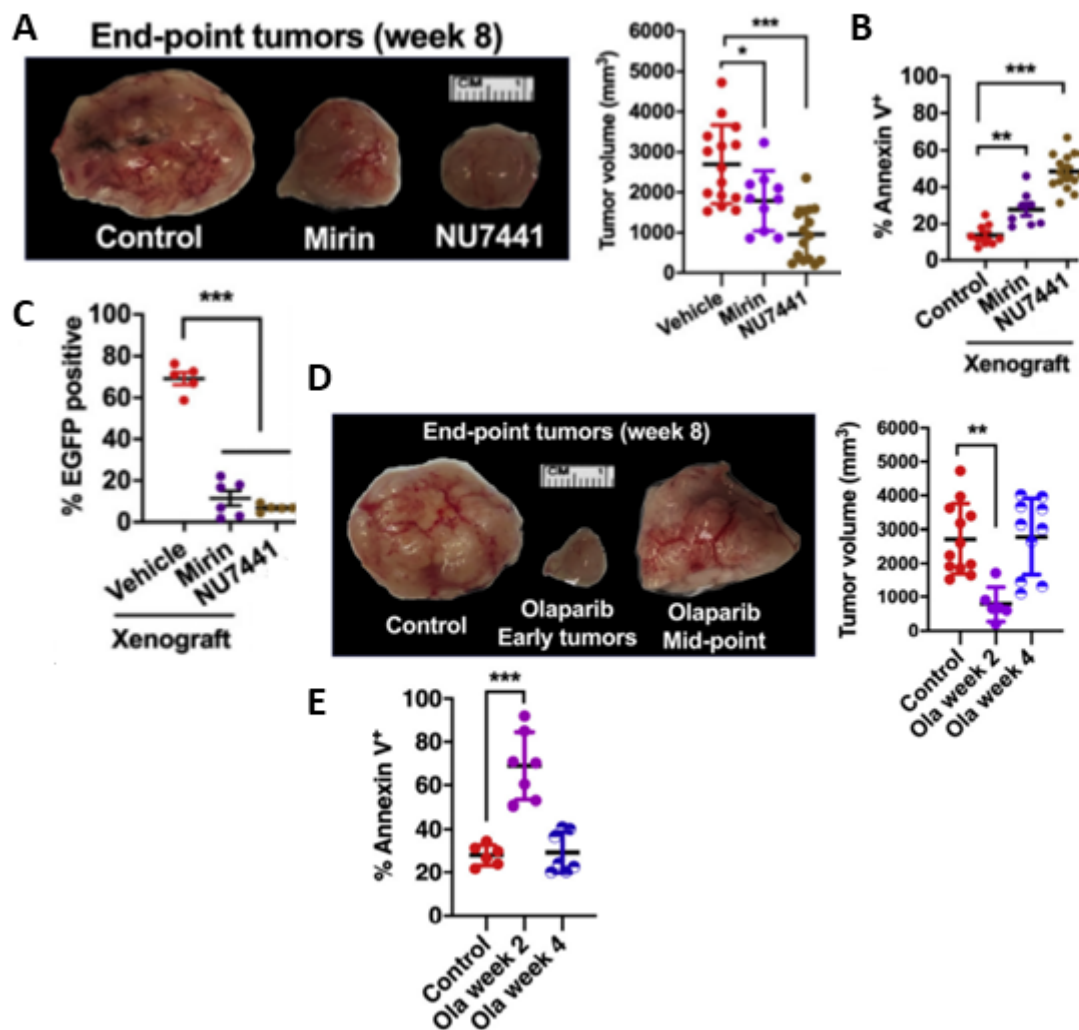 A
End-point tumors (week 8)
CM
Control
Mirin
NU7441
Tumor volume (mm³)
6000
5000
4000
3000
2000
1000
0
***
*
Vehicle
Mirin
NU7441
B
% Annexin V⁺
100
80
60
40
20
0
***
**
Control
Mirin
NU7441
Xenograft
C
% EGFP positive
100
80
60
40
20
0
***
Vehicle
Mirin
NU7441
Xenograft
D
End-point tumors (week 8)
CM
Control
Olaparib
Early tumors
Olaparib
Mid-point
Tumor volume (mm³)
6000
5000
4000
3000
2000
1000
0
**
Control
Ola week 2
Ola week 4
E
% Annexin V⁺
100
80
60
40
20
0
***
Control
Ola week 2
Ola week 4